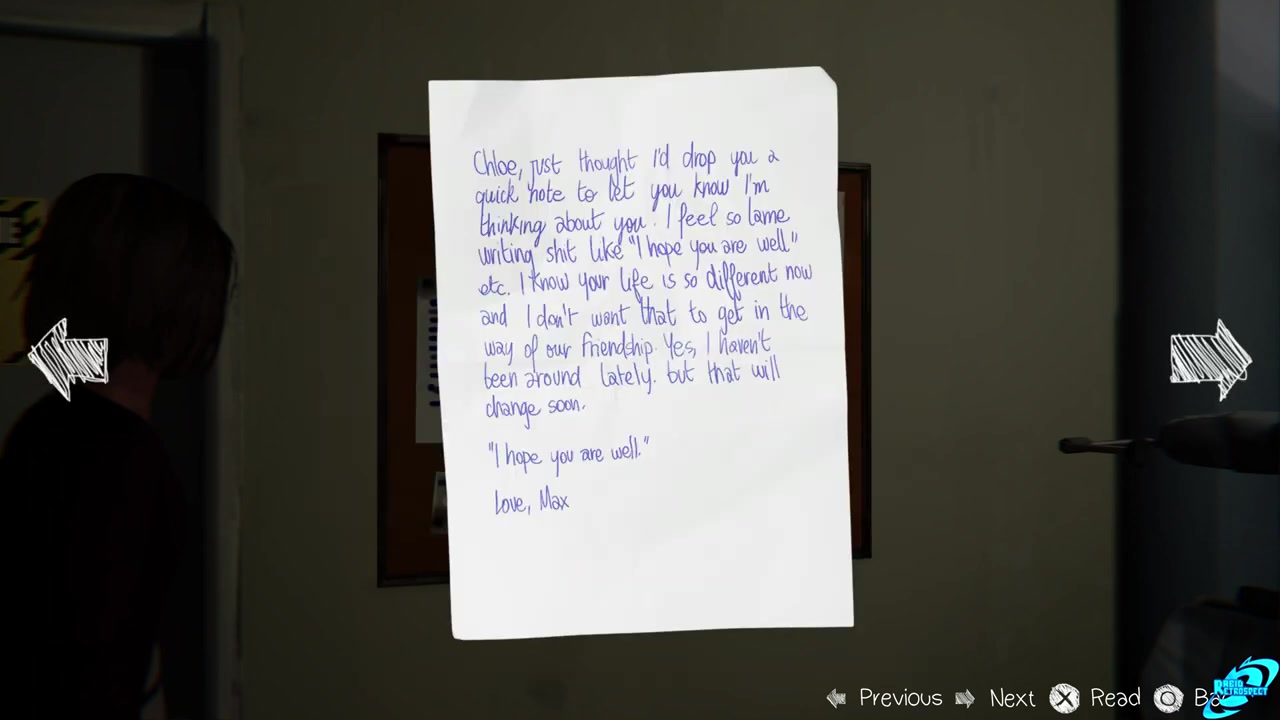 Chloe, just thought I'd drop you a
quick note to let you know I'm
thinking about you. I feel so lame
writing shit like "I hope you are well"
etc. I know your life is so different now
and I don't want that to get in the
way of our friendship. Yes, I haven't
been around lately. but that will
change soon.
"I hope you are well."
Love, Max
Previous Next Read
RETROSPECT